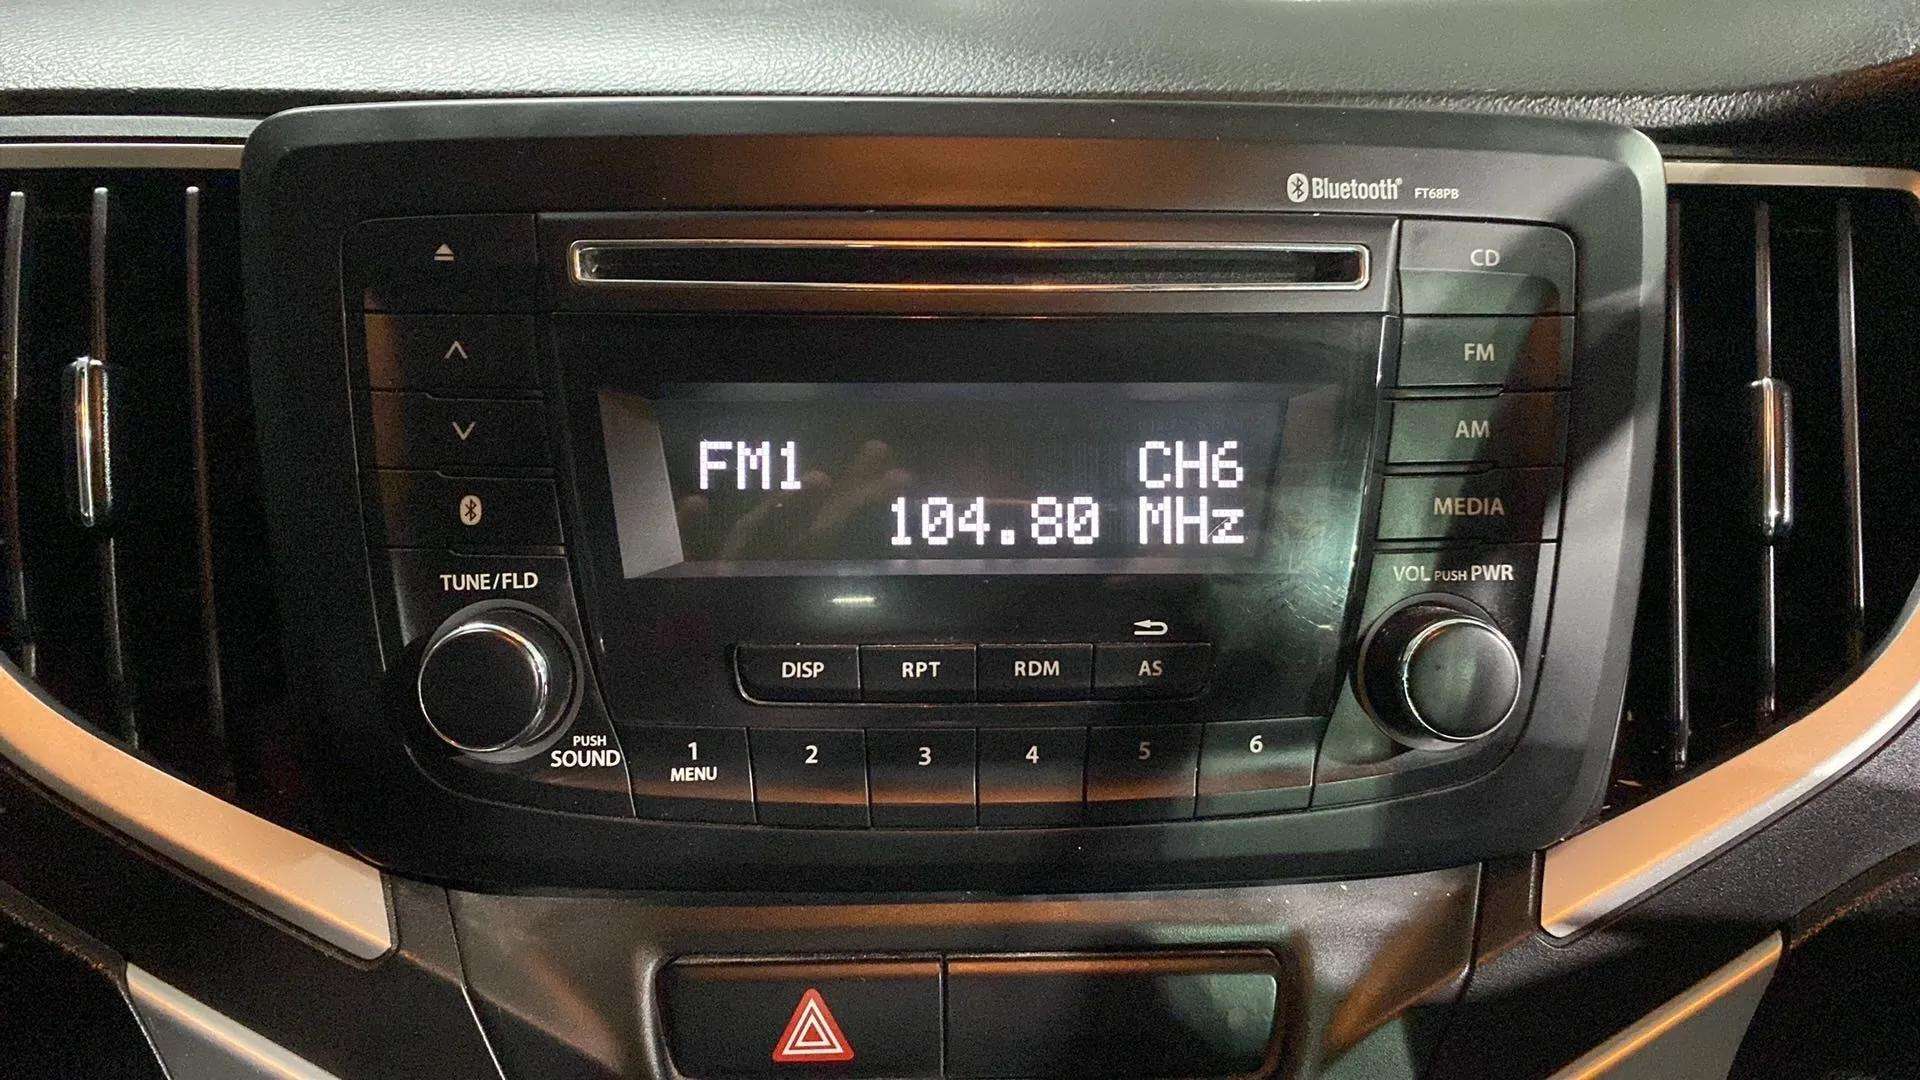 Bluetooth® FT68PB
CD
FM
AM
MEDIA
FM1 CH6
104.80 MHz
TUNE/FLD
VOL PUSH PWR
DISP RPT RDM AS
PUSH
SOUND
1 2 3 4 5 6
MENU